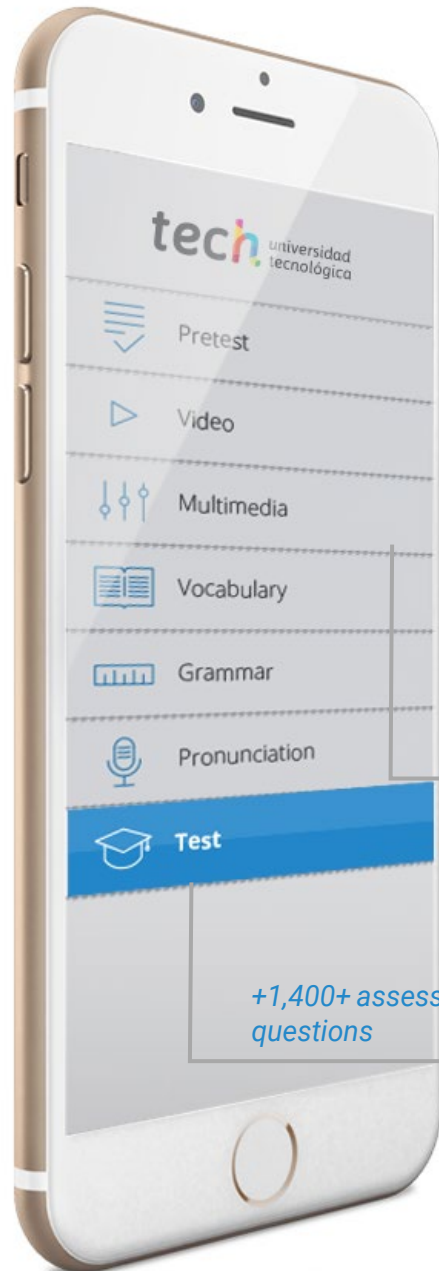 tech universidad
tecnológica
Pretest
Video
Multimedia
Vocabulary
Grammar
Pronunciation
Test
+1,400+ assess
questions